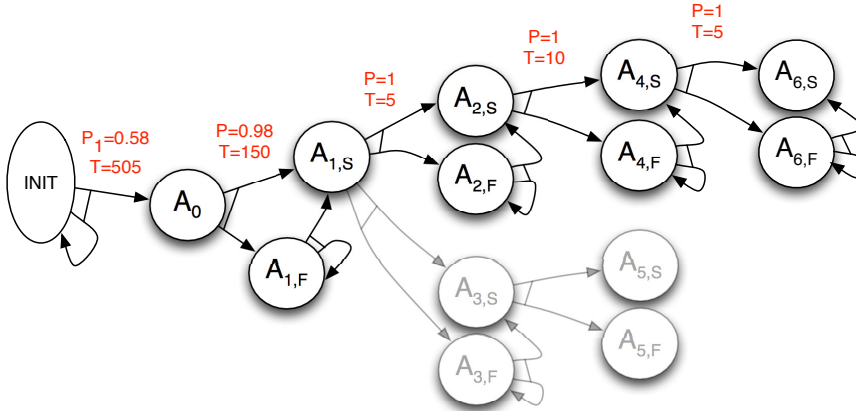 P=1
T=5
P=1
T=10
P=1
T=5
P₁=0.58
T=505
P=0.98
T=150
INIT
A₀
A₁,S
A₁,F
A₂,S
A₂,F
A₄,S
A₄,F
A₆,S
A₆,F
A₃,S
A₃,F
A₅,S
A₅,F